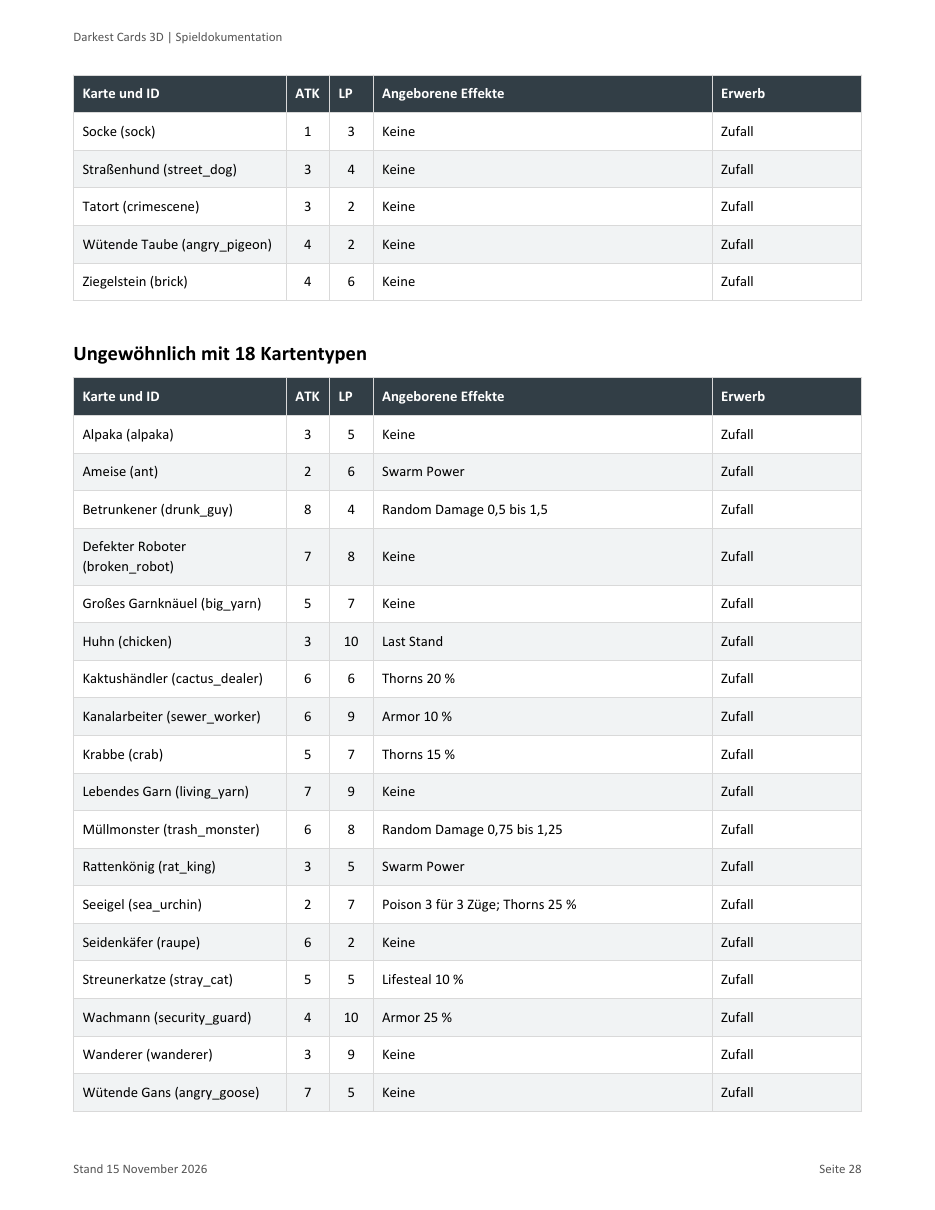 Darkest Cards 3D | Spieldokumentation
Karte und ID ATK LP Angeborene Effekte Erwerb
Socke (sock) 1 3 Keine Zufall
Straßenhund (street_dog) 3 4 Keine Zufall
Tatort (crimescene) 3 2 Keine Zufall
Wütende Taube (angry_pigeon) 4 2 Keine Zufall
Ziegelstein (brick) 4 6 Keine Zufall
Ungewöhnlich mit 18 Kartentypen
Karte und ID ATK LP Angeborene Effekte Erwerb
Alpaka (alpaka) 3 5 Keine Zufall
Ameise (ant) 2 6 Swarm Power Zufall
Betrunkener (drunk_guy) 8 4 Random Damage 0,5 bis 1,5 Zufall
Defekter Roboter
(broken_robot) 7 8 Keine Zufall
Großes Garnknäuel (big_yarn) 5 7 Keine Zufall
Huhn (chicken) 3 10 Last Stand Zufall
Kaktushändler (cactus_dealer) 6 6 Thorns 20 % Zufall
Kanalarbeiter (sewer_worker) 6 9 Armor 10 % Zufall
Krabbe (crab) 5 7 Thorns 15 % Zufall
Lebendes Garn (living_yarn) 7 9 Keine Zufall
Müllmonster (trash_monster) 6 8 Random Damage 0,75 bis 1,25 Zufall
Rattenkönig (rat_king) 3 5 Swarm Power Zufall
Seeigel (sea_urchin) 2 7 Poison 3 für 3 Züge; Thorns 25 % Zufall
Seidenkäfer (raupe) 6 2 Keine Zufall
Streunerkatze (stray_cat) 5 5 Lifesteal 10 % Zufall
Wachmann (security_guard) 4 10 Armor 25 % Zufall
Wanderer (wanderer) 3 9 Keine Zufall
Wütende Gans (angry_goose) 7 5 Keine Zufall
Stand 15 November 2026 Seite 28